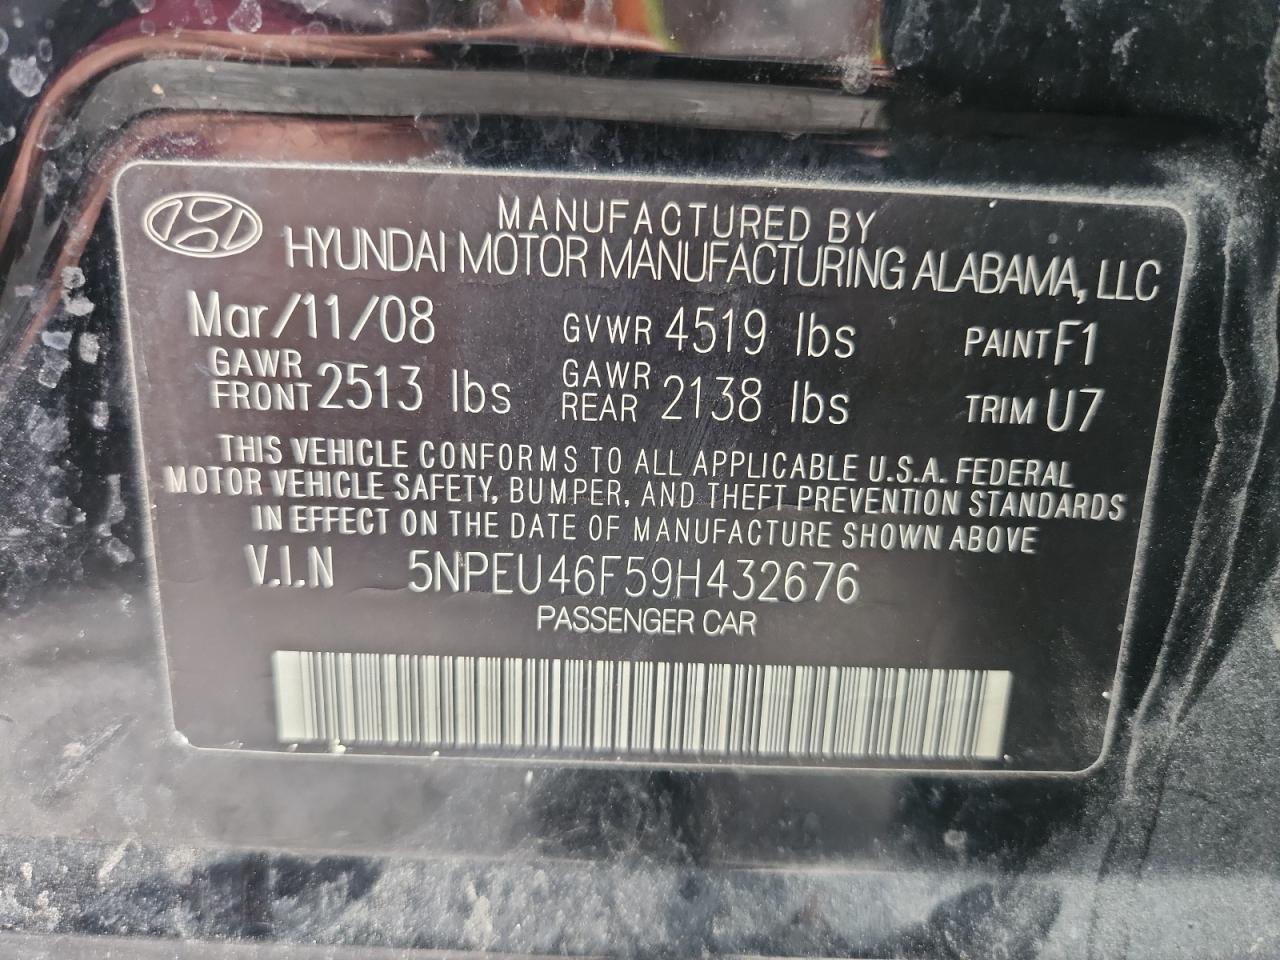 MANUFACTURED BY
HYUNDAI MOTOR MANUFACTURING ALABAMA, LLC
Mar/11/08 GVWR 4519 lbs PAINT F1
GAWR FRONT 2513 lbs GAWR REAR 2138 lbs TRIM U7
THIS VEHICLE CONFORMS TO ALL APPLICABLE U.S.A. FEDERAL
MOTOR VEHICLE SAFETY, BUMPER, AND THEFT PREVENTION STANDARDS
IN EFFECT ON THE DATE OF MANUFACTURE SHOWN ABOVE
V.I.N 5NPEU46F59H432676
PASSENGER CAR